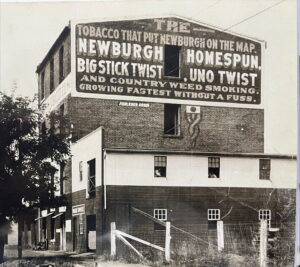 THE
TOBACCO THAT PUT NEWBURGH ON THE MAP.
NEWBURGH HOMESPUN,
BIG STICK TWIST, UNO TWIST
AND COUNTRY WEED SMOKING.
GROWING FASTEST WITHOUT A FUSS.